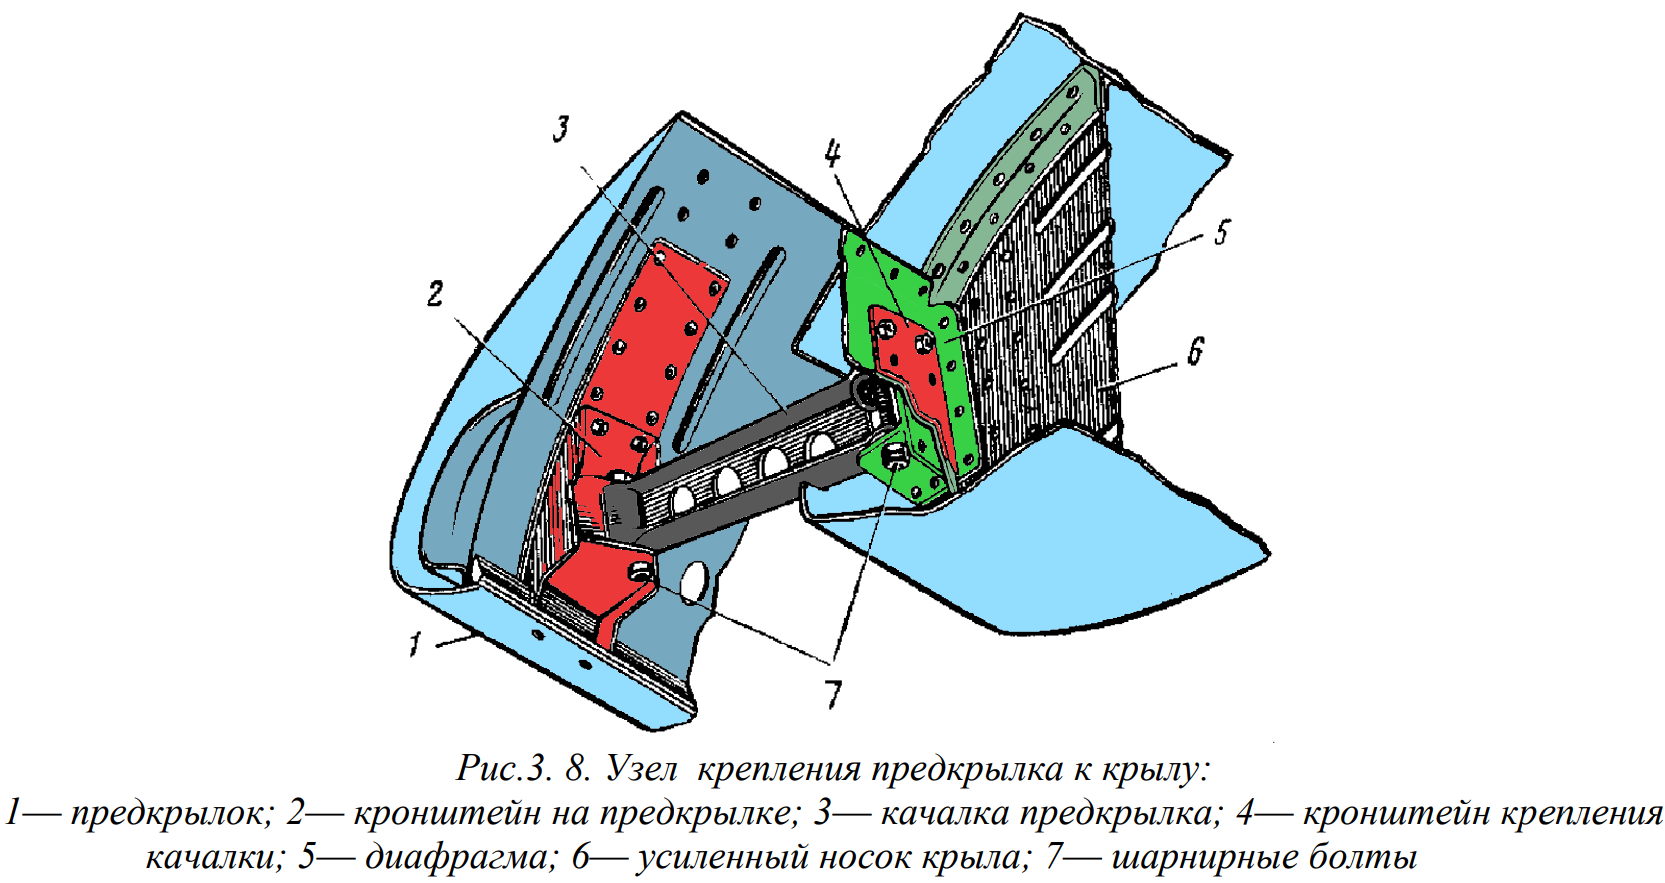 3
4
5
2
6
1
7
Рис.3. 8. Узел крепления предкрылка к крылу:
1— предкрылок; 2— кронштейн на предкрылке; 3— качалка предкрылка; 4— кронштейн крепления
качалки; 5— диафрагма; 6— усиленный носок крыла; 7— шарнирные болты